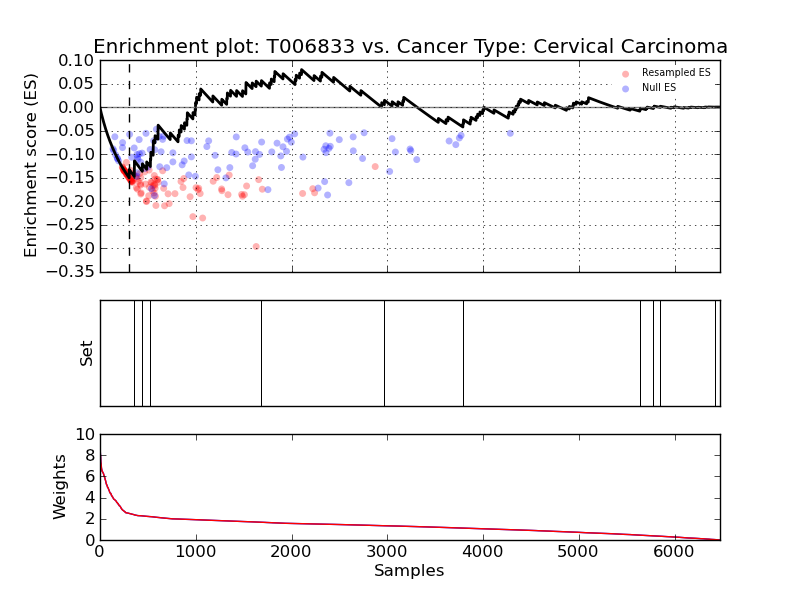 Enrichment plot: T006833 vs. Cancer Type: Cervical Carcinoma
Enrichment score (ES)
0.10
0.05
0.00
−0.05
−0.10
−0.15
−0.20
−0.25
−0.30
−0.35
Resampled ES
Null ES
Set
Weights
10
8
6
4
2
0
0 1000 2000 3000 4000 5000 6000
Samples